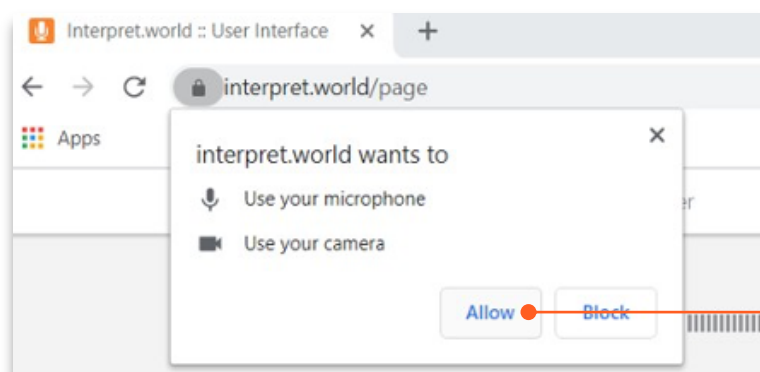 Interpret.world :: User Interface
interpret.world/page
Apps
interpret.world wants to
Use your microphone
er
Use your camera
Allow Block